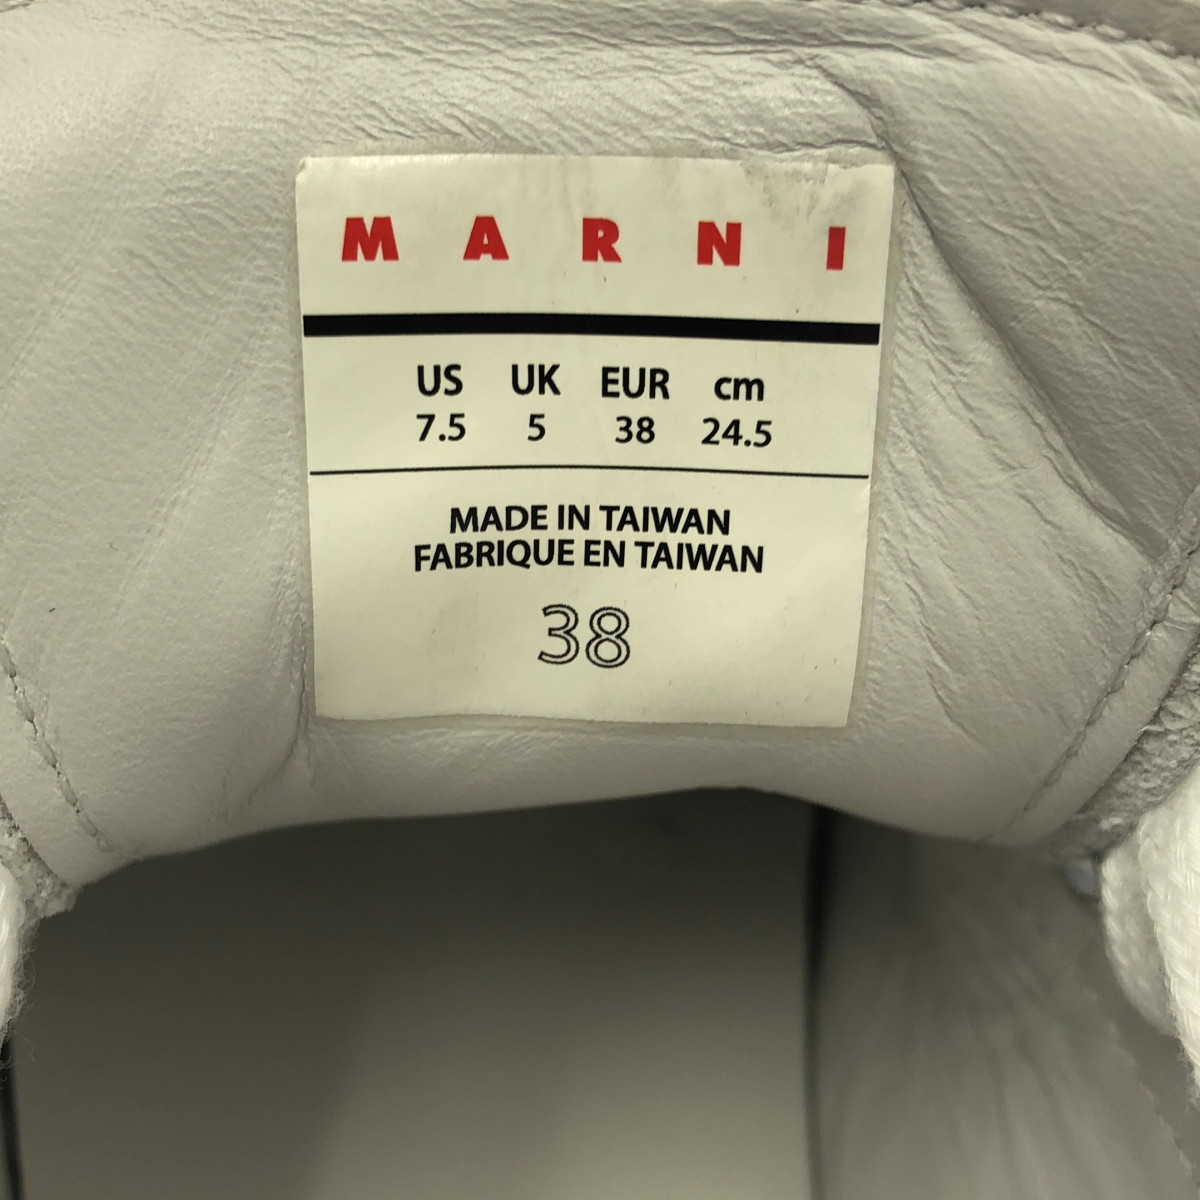 MARNI
US UK EUR cm
7.5 5 38 24.5
MADE IN TAIWAN
FABRIQUE EN TAIWAN
38